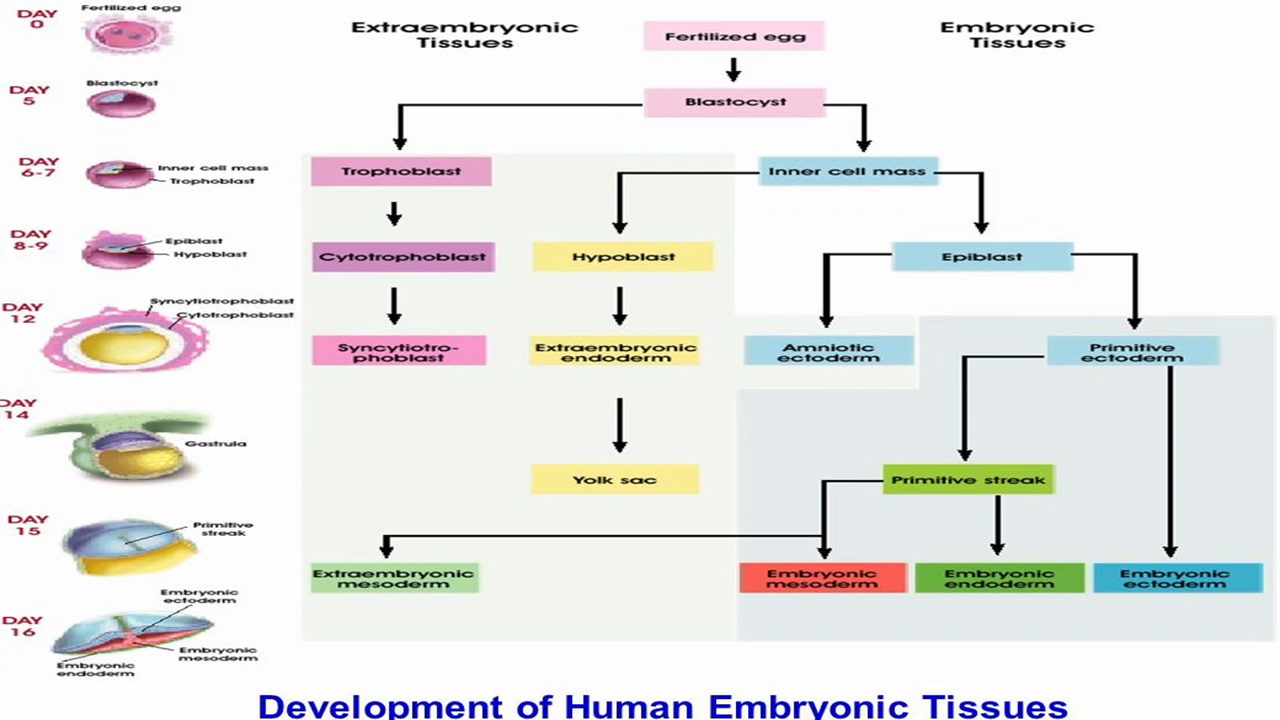 DAY
0
Fertilized egg
DAY
5
Blastocyst
DAY
6-7
Inner cell mass
Trophoblast
DAY
8-9
Epiblast
Hypoblast
DAY
12
Syncytiotrophoblast
Cytotrophoblast
DAY
14
Gastrula
DAY
15
Primitive
streak
DAY
16
Embryonic
ectoderm
Embryonic
mesoderm
Embryonic
endoderm
Extraembryonic
Tissues
Embryonic
Tissues
Fertilized egg
Blastocyst
Trophoblast
Inner cell mass
Cytotrophoblast
Hypoblast
Epiblast
Syncytiotro-
phoblast
Extraembryonic
endoderm
Amniotic
ectoderm
Primitive
ectoderm
Yolk sac
Primitive streak
Extraembryonic
mesoderm
Embryonic
mesoderm
Embryonic
endoderm
Embryonic
ectoderm
Development of Human Embryonic Tissues